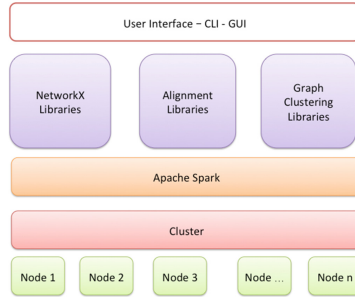 User Interface – CLI - GUI
NetworkX
Libraries
Alignment
Libraries
Graph
Clustering
Libraries
Apache Spark
Cluster
Node 1
Node 2
Node 3
Node ...
Node n